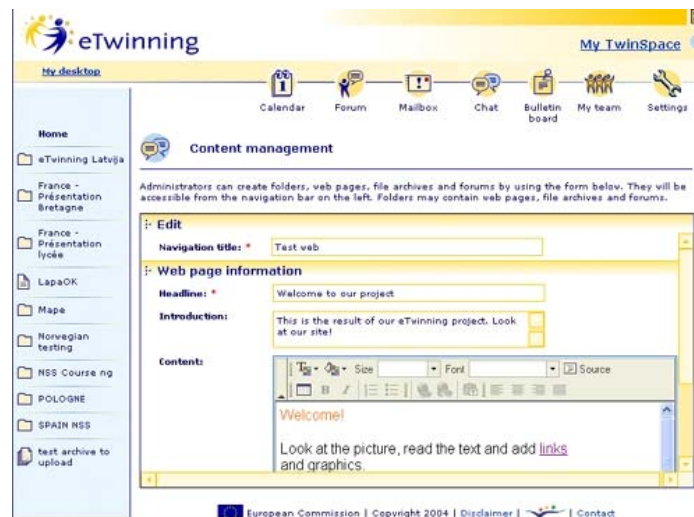 eTwinning
My TwinSpace
My desktop
Calendar
Forum
Mailbox
Chat
Bulletin
board
My team
Settings
Home
eTwinning Latvija
France -
Présentation
Bretagne
France -
Présentation
lycée
LapaOK
Mape
Norwegian
testing
NSS Course ng
POLOGNE
SPAIN NSS
test archive to
upload
Content management
Administrators can create folders, web pages, file archives and forums by using the form below. They will be
accessible from the navigation bar on the left. Folders may contain web pages, file archives and forums.
Edit
Navigation title: * Test web
Web page information
Headline: * Welcome to our project
Introduction: This is the result of our eTwinning project. Look
at our site!
Content:
Size Font Source
B I
Welcome!
Look at the picture, read the text and add links
and graphics.
European Commission | Copyright 2004 | Disclaimer | | Contact